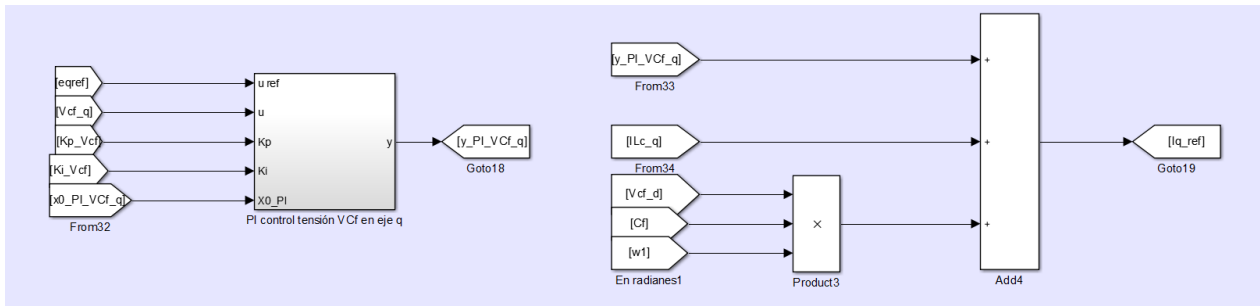 [eqref]
[Vcf_q]
[Kp_Vcf]
[Ki_Vcf]
[x0_PI_VCf_q]
From32
u ref
u
Kp
Ki
X0_PI
y
PI control tensión VCf en eje q
[y_PI_VCf_q]
Goto18
[y_PI_VCf_q]
From33
[ILc_q]
From34
[Vcf_d]
[Cf]
[w1]
En radianes1
×
Product3
+
+
+
Add4
[Iq_ref]
Goto19